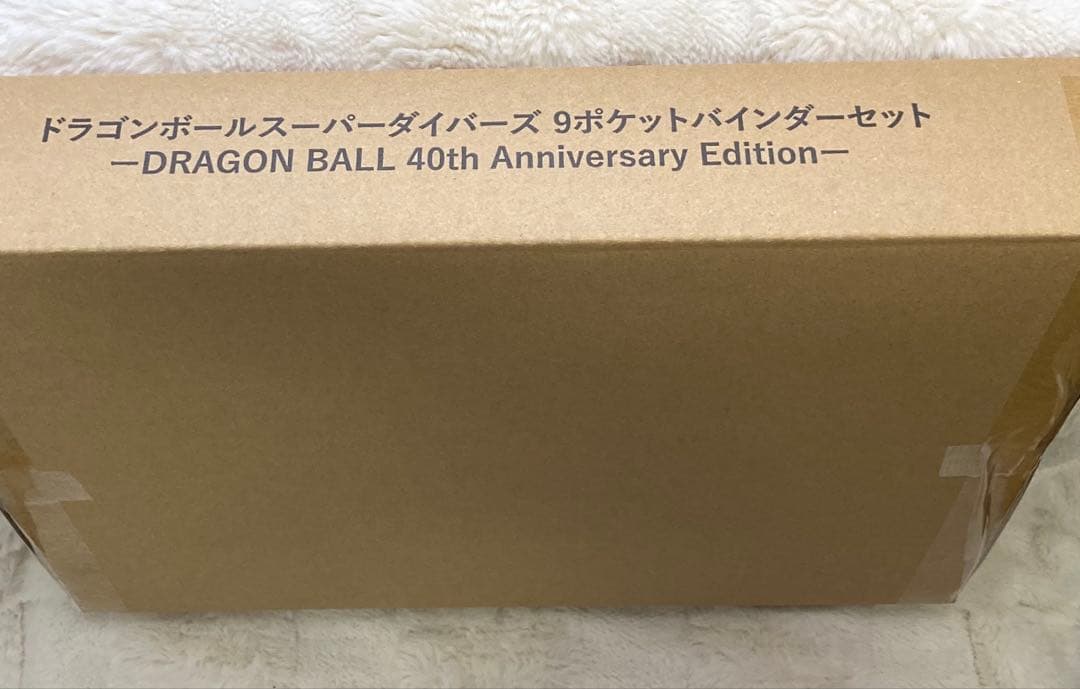 ドラゴンボールスーパーダイバーズ 9ポケットバインダーセット
ーDRAGON BALL 40th Anniversary Editionー